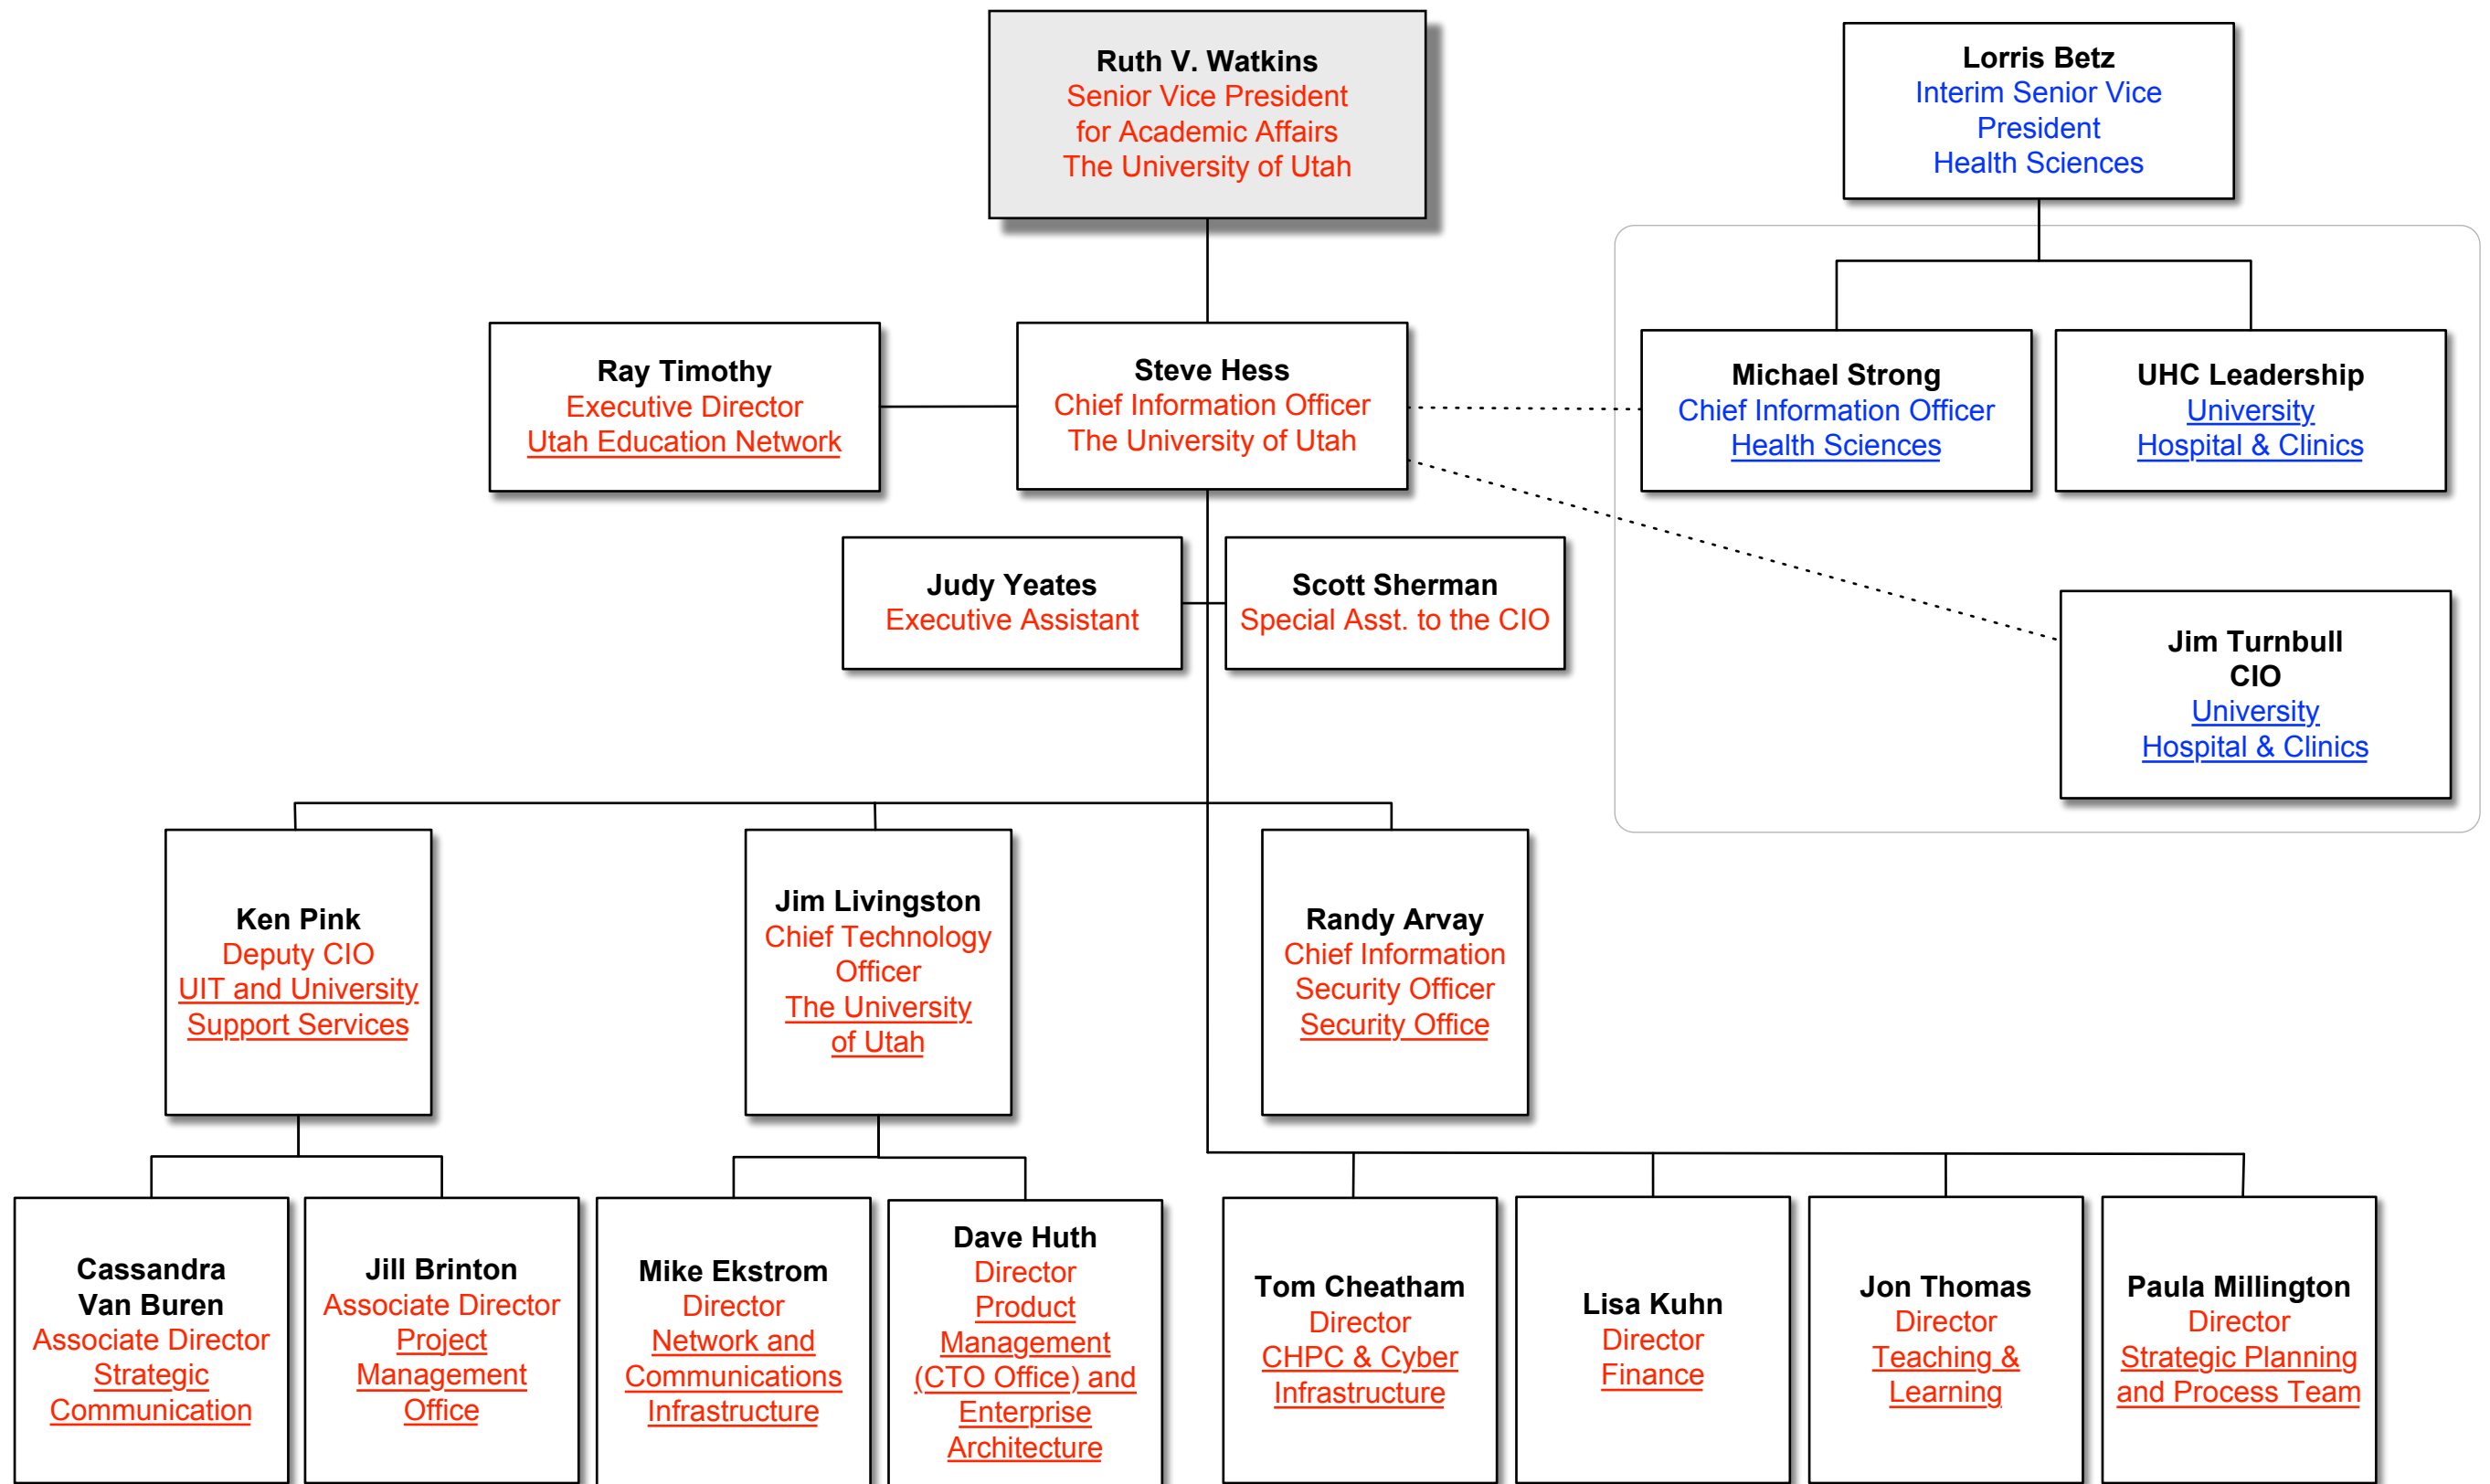 Ruth V. Watkins
Senior Vice President
for Academic Affairs
The University of Utah
Lorris Betz
Interim Senior Vice
President
Health Sciences
Ray Timothy
Executive Director
Utah Education Network
Steve Hess
Chief Information Officer
The University of Utah
Michael Strong
Chief Information Officer
Health Sciences
UHC Leadership
University
Hospital & Clinics
Judy Yeates
Executive Assistant
Scott Sherman
Special Asst. to the CIO
Jim Turnbull
CIO
University
Hospital & Clinics
Ken Pink
Deputy CIO
UIT and University
Support Services
Jim Livingston
Chief Technology
Officer
The University
of Utah
Randy Arvay
Chief Information
Security Officer
Security Office
Cassandra
Van Buren
Associate Director
Strategic
Communication
Jill Brinton
Associate Director
Project
Management
Office
Mike Ekstrom
Director
Network and
Communications
Infrastructure
Dave Huth
Director
Product
Management
(CTO Office) and
Enterprise
Architecture
Tom Cheatham
Director
CHPC & Cyber
Infrastructure
Lisa Kuhn
Director
Finance
Jon Thomas
Director
Teaching &
Learning
Paula Millington
Director
Strategic Planning
and Process Team